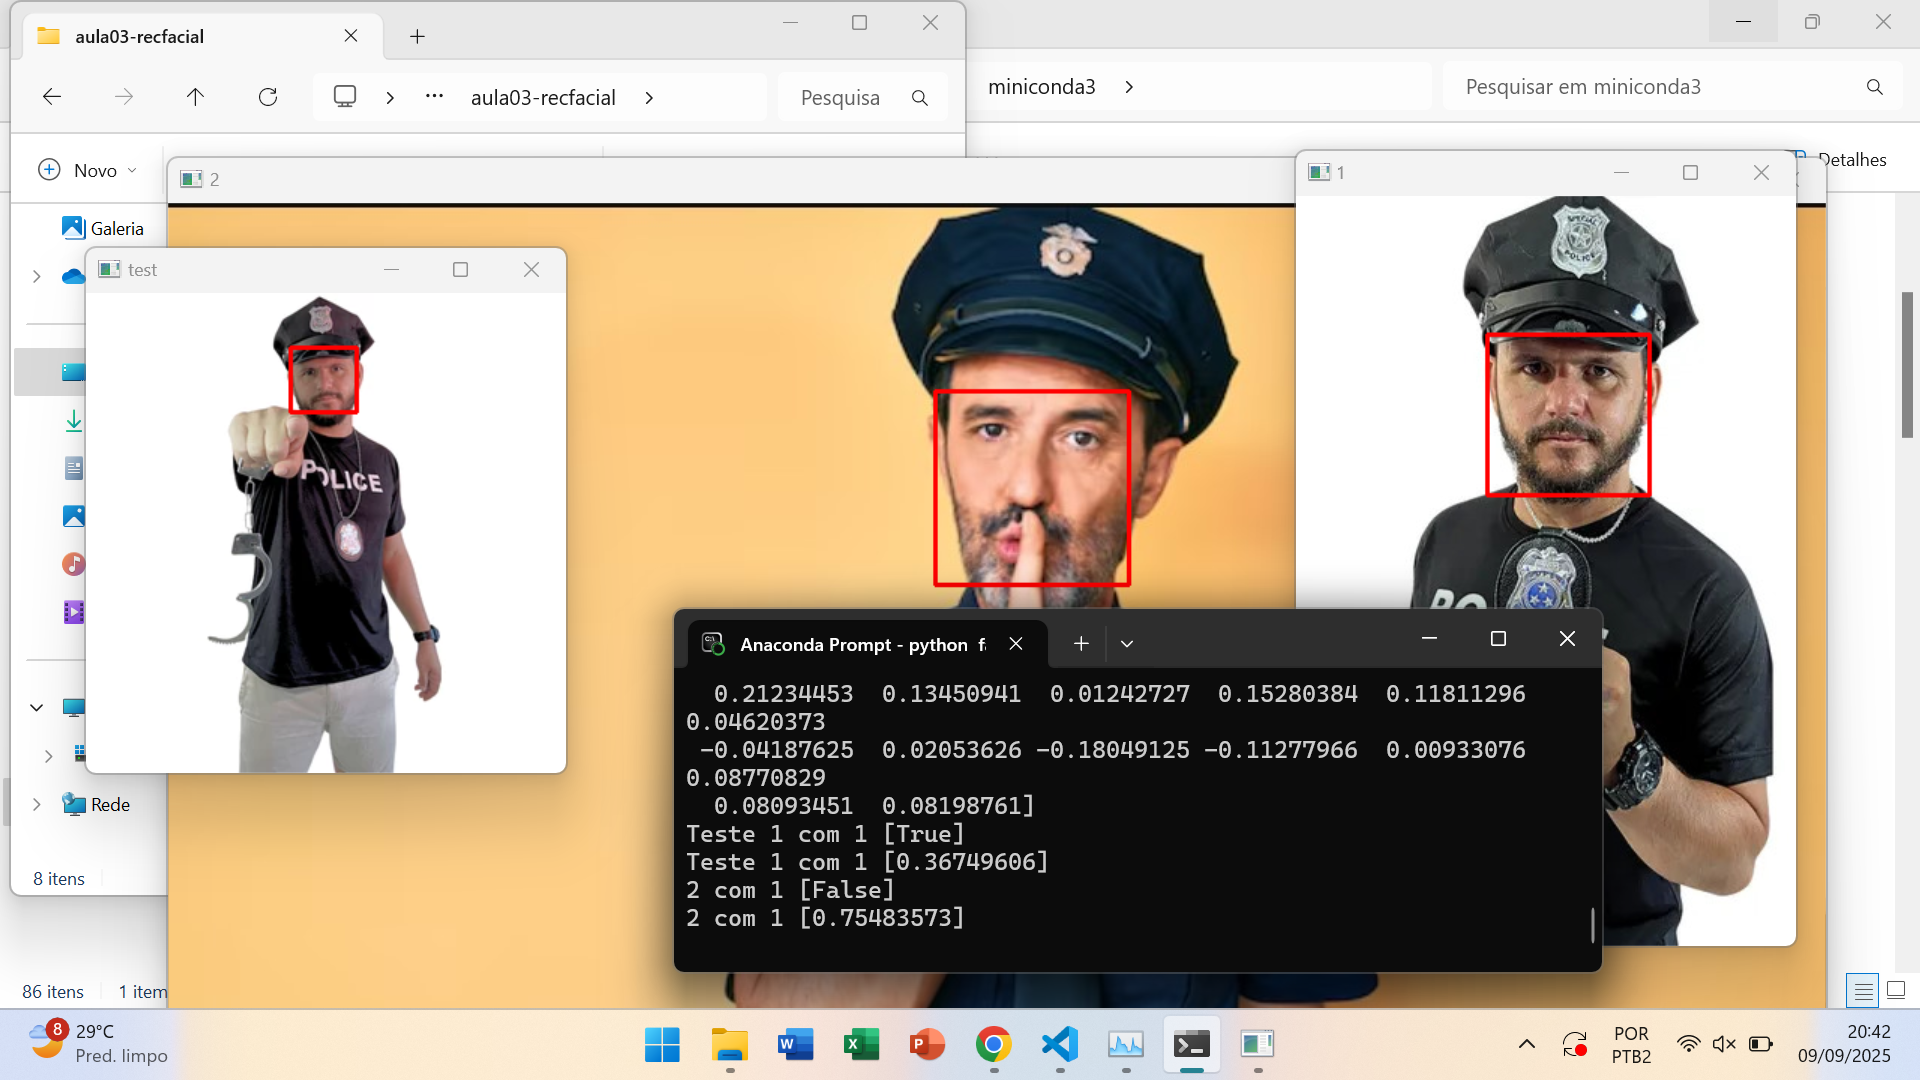 aula03-recfacial
miniconda3
Pesquisar em miniconda3
aula03-recfacial
Pesquisa
Novo
Detalhes
2
1
Galeria
test
SPECIAL
POLICE
POLICE
PO
Anaconda Prompt - python f
0.21234453 0.13450941 0.01242727 0.15280384 0.11811296
0.04620373
-0.04187625 0.02053626 -0.18049125 -0.11277966 0.00933076
0.08770829
0.08093451 0.08198761]
Teste 1 com 1 [True]
Teste 1 com 1 [0.36749606]
2 com 1 [False]
2 com 1 [0.75483573]
Rede
8 itens
86 itens
1 item
8
29°C
Pred. limpo
POR
PTB2
20:42
09/09/2025